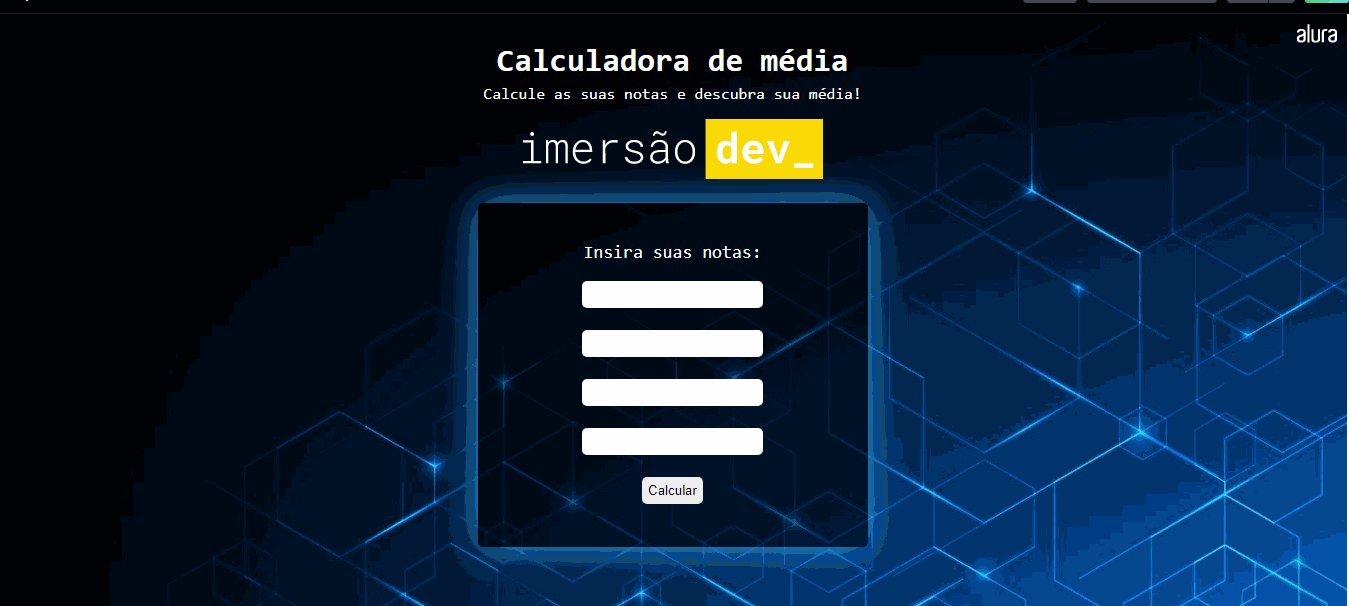 alura
Calculadora de média
Calcule as suas notas e descubra sua média!
imersão dev_
Insira suas notas:
Calcular